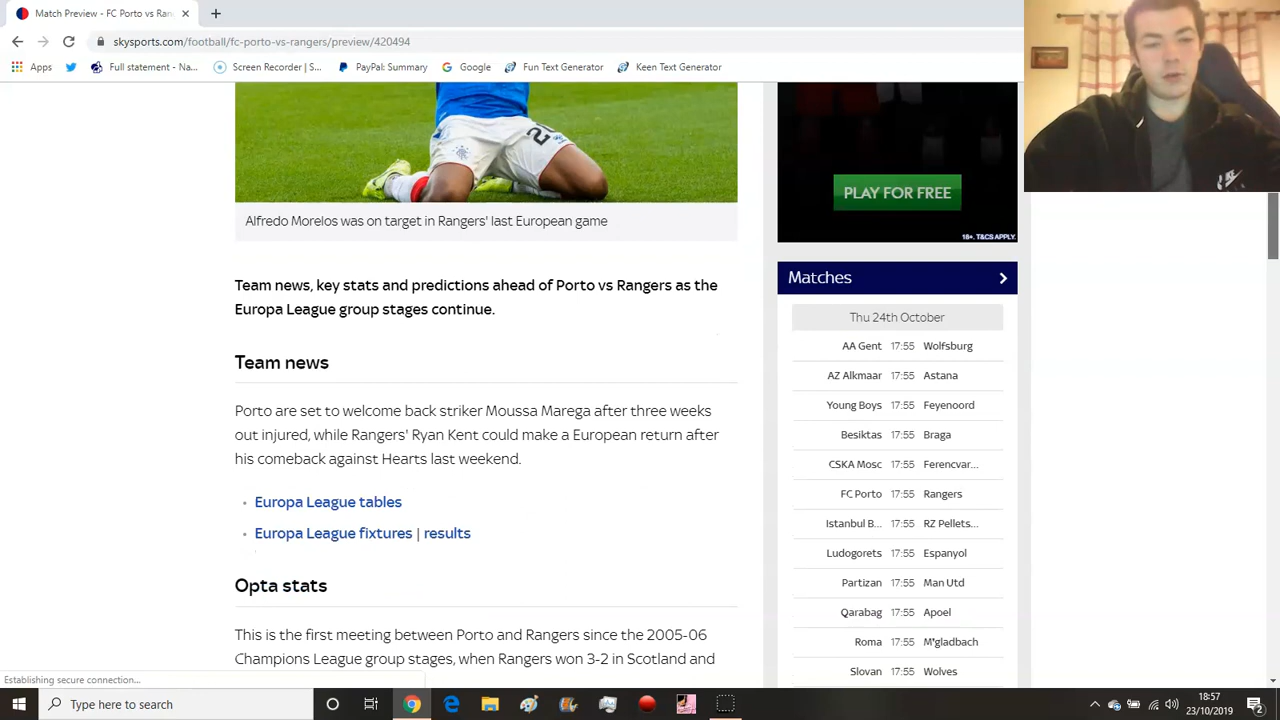 Match Preview - FC Porto vs Ran
skysports.com/football/fc-porto-vs-rangers/preview/420494
Apps
Full statement - Na...
Screen Recorder | S...
PayPal: Summary
Google
Fun Text Generator
Keen Text Generator
20
PLAY FOR FREE
18+. T&CS APPLY.
Alfredo Morelos was on target in Rangers' last European game
Team news, key stats and predictions ahead of Porto vs Rangers as the
Europa League group stages continue.
Team news
Porto are set to welcome back striker Moussa Marega after three weeks
out injured, while Rangers' Ryan Kent could make a European return after
his comeback against Hearts last weekend.
• Europa League tables
• Europa League fixtures | results
Opta stats
This is the first meeting between Porto and Rangers since the 2005-06
Champions League group stages, when Rangers won 3-2 in Scotland and
Matches
Thu 24th October
AA Gent 17:55 Wolfsburg
AZ Alkmaar 17:55 Astana
Young Boys 17:55 Feyenoord
Besiktas 17:55 Braga
CSKA Mosc 17:55 Ferencvar...
FC Porto 17:55 Rangers
Istanbul B... 17:55 RZ Pellets...
Ludogorets 17:55 Espanyol
Partizan 17:55 Man Utd
Qarabag 17:55 Apoel
Roma 17:55 M'gladbach
Slovan 17:55 Wolves
Establishing secure connection...
Type here to search
18:57
23/10/2019
2